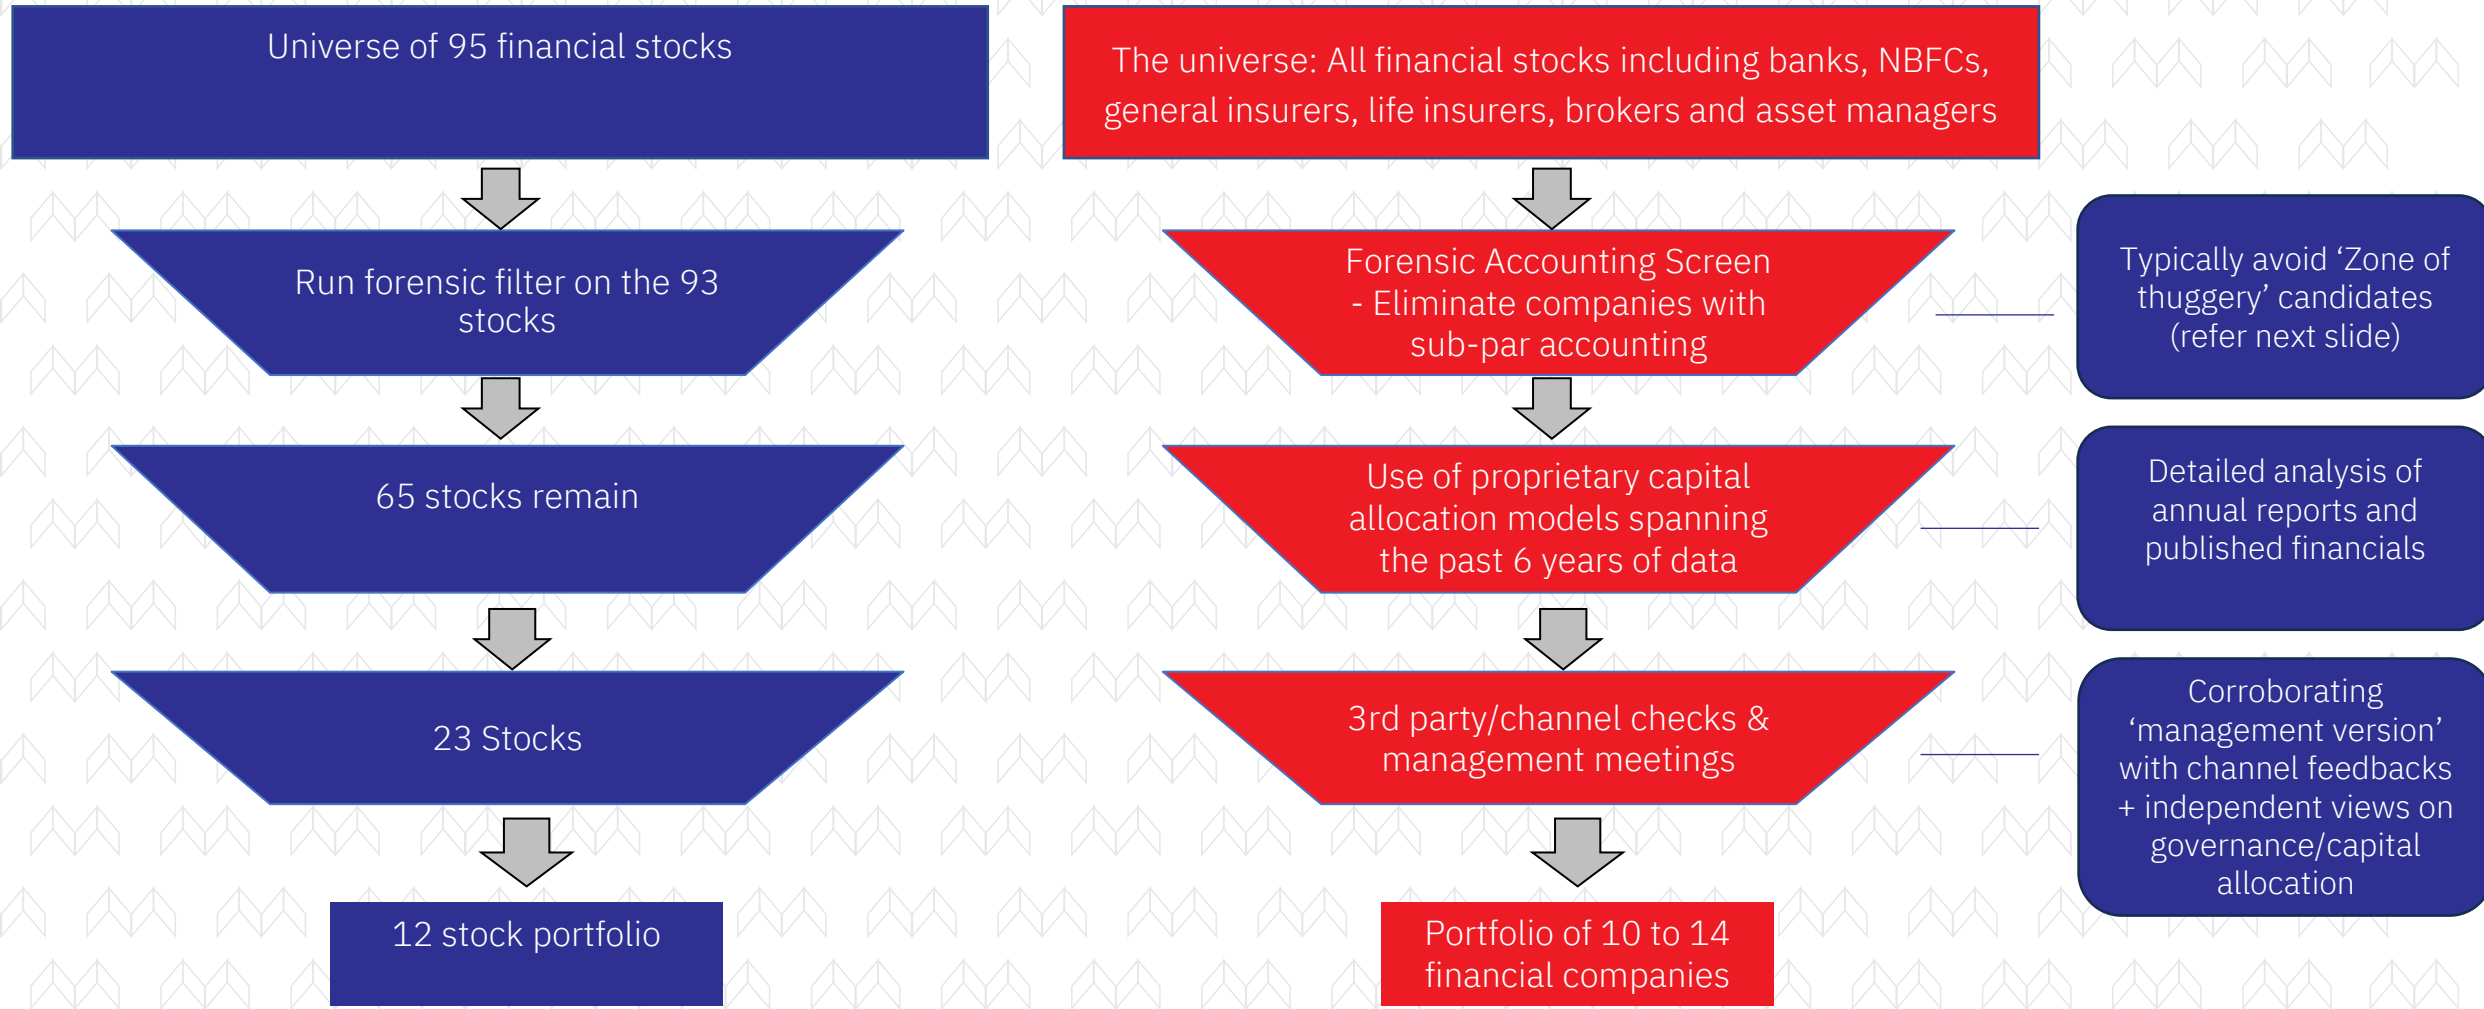 Universe of 95 financial stocks
Run forensic filter on the 93
stocks
65 stocks remain
23 Stocks
12 stock portfolio
The universe: All financial stocks including banks, NBFCs,
general insurers, life insurers, brokers and asset managers
Forensic Accounting Screen
- Eliminate companies with
sub-par accounting
Use of proprietary capital
allocation models spanning
the past 6 years of data
3rd party/channel checks &
management meetings
Portfolio of 10 to 14
financial companies
Typically avoid ‘Zone of
thuggery’ candidates
(refer next slide)
Detailed analysis of
annual reports and
published financials
Corroborating
‘management version’
with channel feedbacks
+ independent views on
governance/capital
allocation